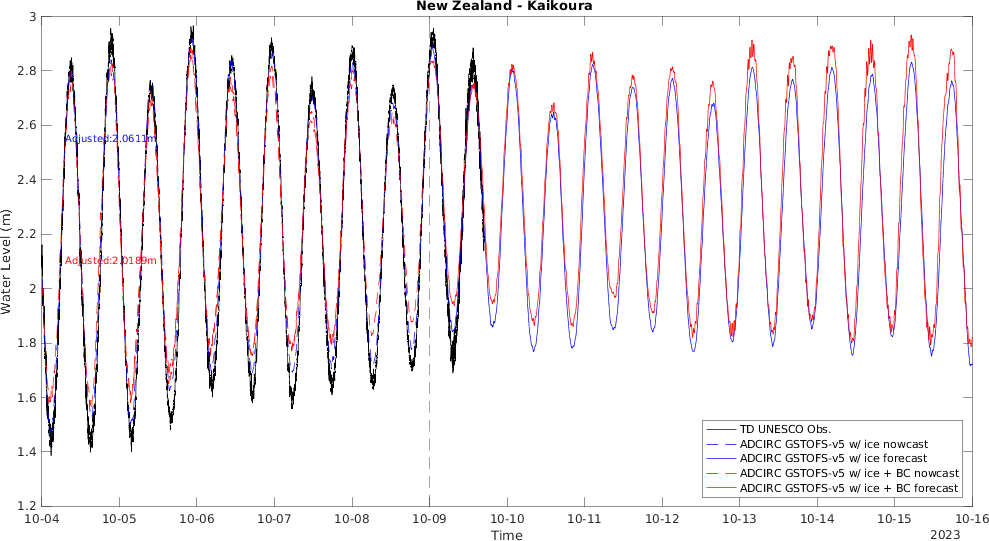 New Zealand - Kaikoura
3
2.8
2.6
2.4
2.2
2
1.8
1.6
1.4
1.2
Water Level (m)
Adjusted:2.0611m
Adjusted:2.0189m
TD UNESCO Obs.
ADCIRC GSTOFS-v5 w/ ice nowcast
ADCIRC GSTOFS-v5 w/ ice forecast
ADCIRC GSTOFS-v5 w/ ice + BC nowcast
ADCIRC GSTOFS-v5 w/ ice + BC forecast
10-04 10-05 10-06 10-07 10-08 10-09 10-10 10-11 10-12 10-13 10-14 10-15 10-16
Time
2023